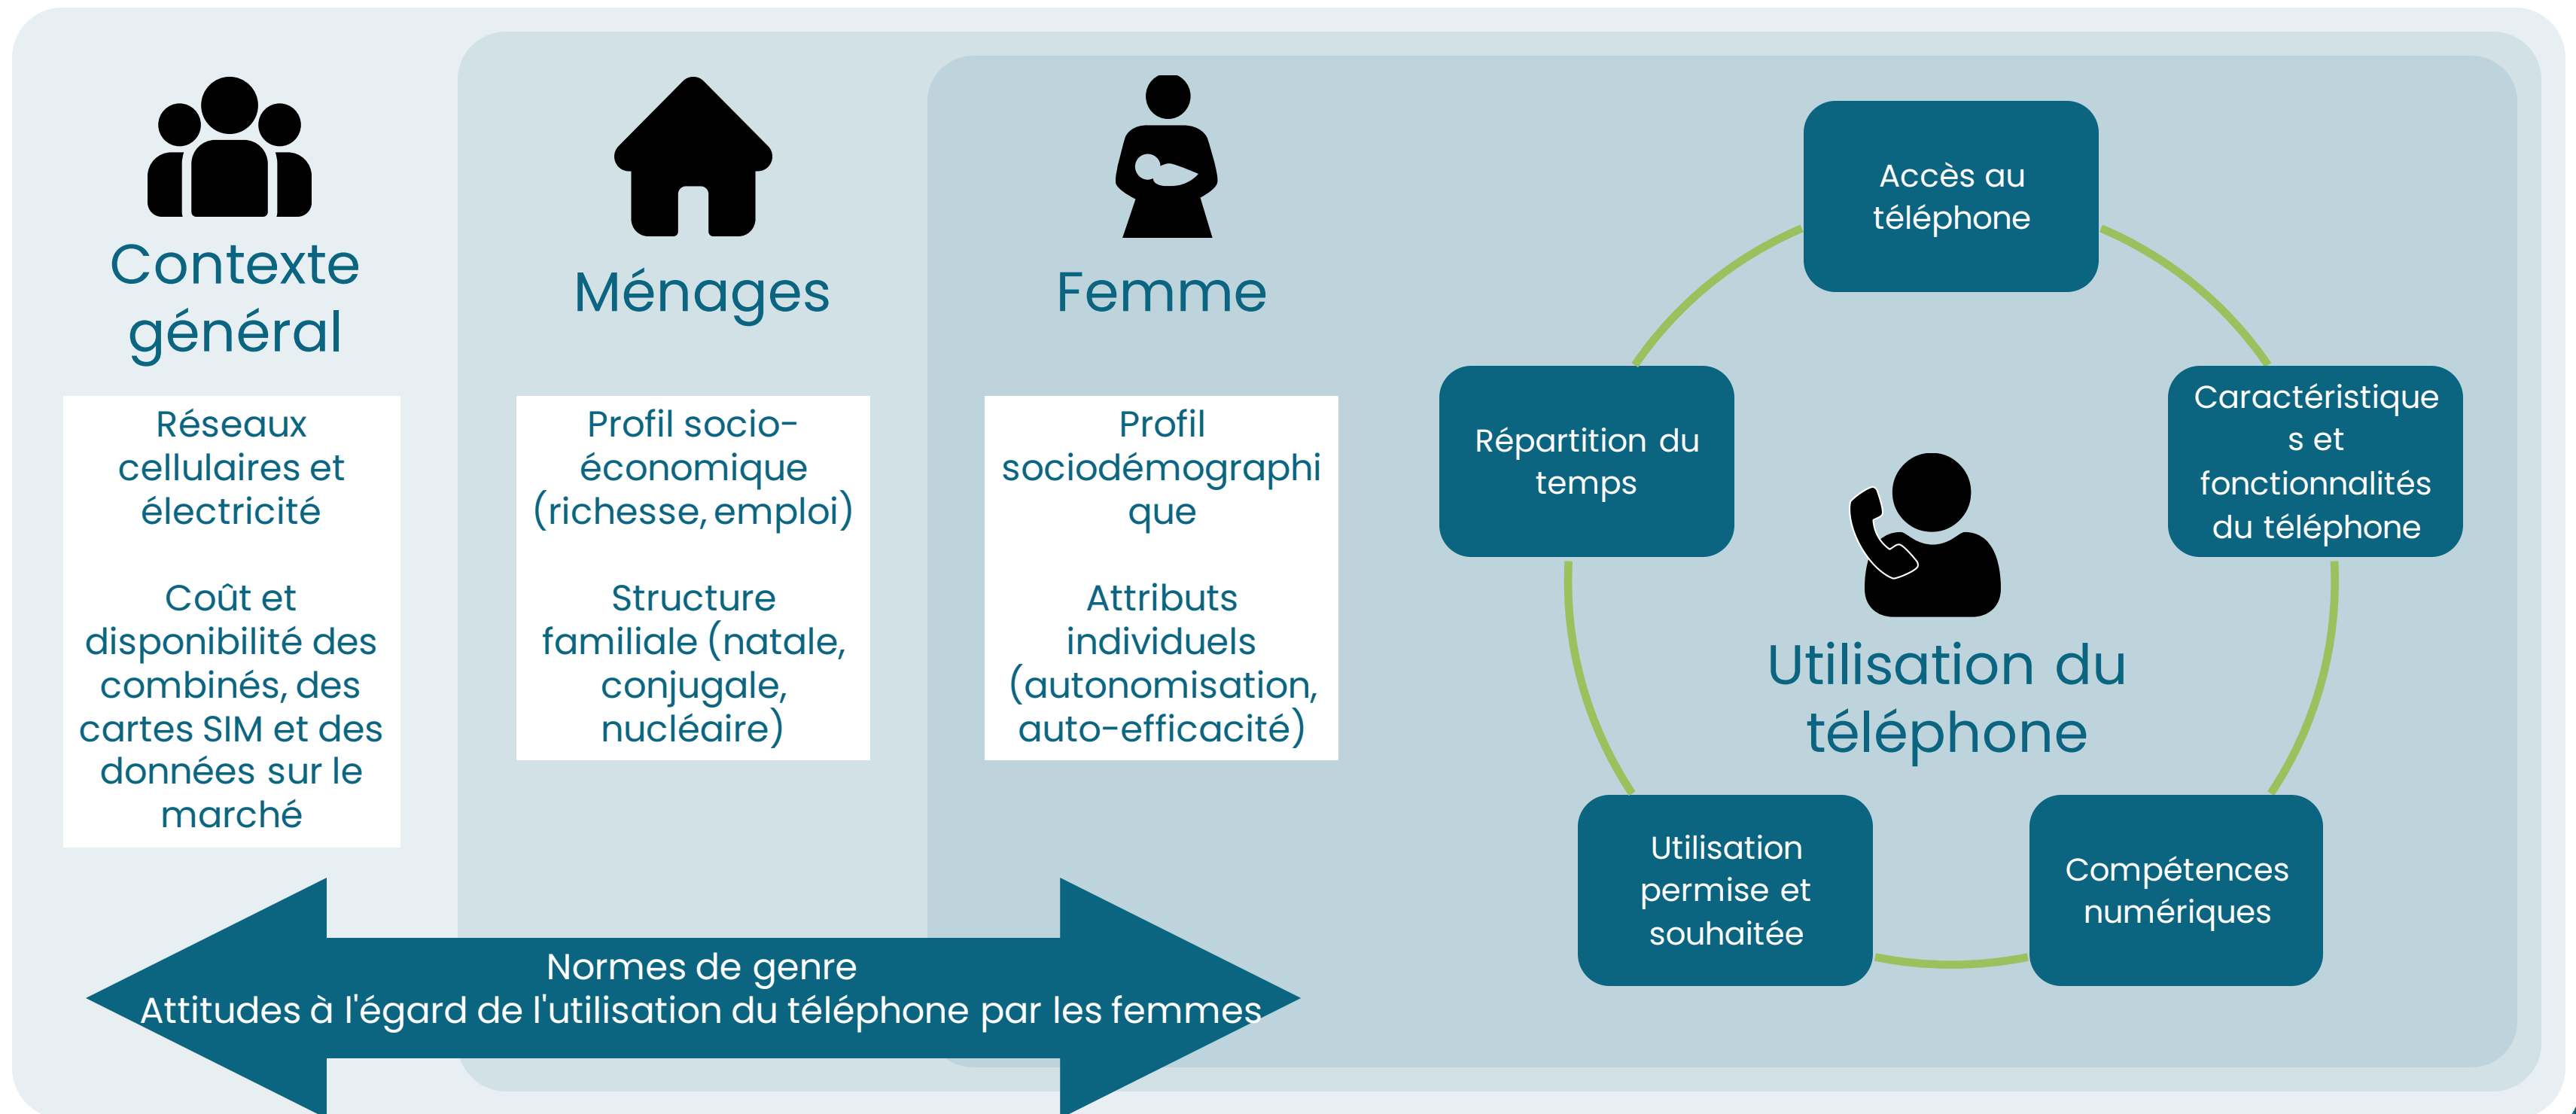 Contexte
général
Réseaux
cellulaires et
électricité
Coût et
disponibilité des
combinés, des
cartes SIM et des
données sur le
marché
Ménages
Profil socio-
économique
(richesse, emploi)
Structure
familiale (natale,
conjugale,
nucléaire)
Femme
Profil
sociodémographi
que
Attributs
individuels
(autonomisation,
auto-efficacité)
Normes de genre
Attitudes à l'égard de l'utilisation du téléphone par les femmes
Accès au
téléphone
Répartition du
temps
Caractéristique
s et
fonctionnalités
du téléphone
Utilisation du
téléphone
Utilisation
permise et
souhaitée
Compétences
numériques